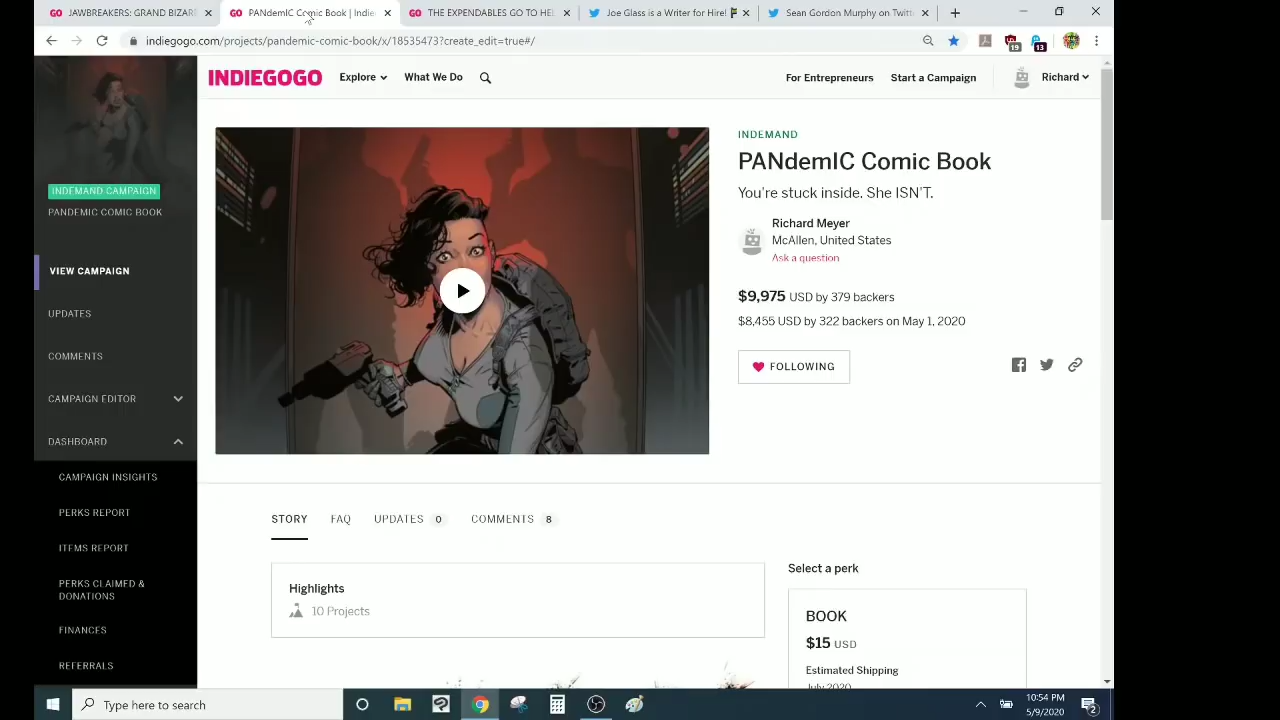 JAWBREAKERS: GRAND BIZAR
PANdemIC Comic Book | Indie
THE EXPENDABLES GO TO HEL
Joe Glass is a Writer for Hire!
Sean Gordon Murphy on Twitt
indiegogo.com/projects/pandemic-comic-book/x/18535473?create_edit=true#/
19
13
INDIEGOGO
Explore
What We Do
For Entrepreneurs
Start a Campaign
Richard
INDEMAND CAMPAIGN
PANDEMIC COMIC BOOK
VIEW CAMPAIGN
UPDATES
COMMENTS
CAMPAIGN EDITOR
DASHBOARD
CAMPAIGN INSIGHTS
PERKS REPORT
ITEMS REPORT
PERKS CLAIMED &
DONATIONS
FINANCES
REFERRALS
INDEMAND
PANdemIC Comic Book
You're stuck inside. She ISN'T.
Richard Meyer
McAllen, United States
Ask a question
$9,975 USD by 379 backers
$8,455 USD by 322 backers on May 1, 2020
FOLLOWING
STORY
FAQ
UPDATES 0
COMMENTS 8
Highlights
10 Projects
Select a perk
BOOK
$15 USD
Estimated Shipping
July 2020
Type here to search
10:54 PM
5/9/2020
2